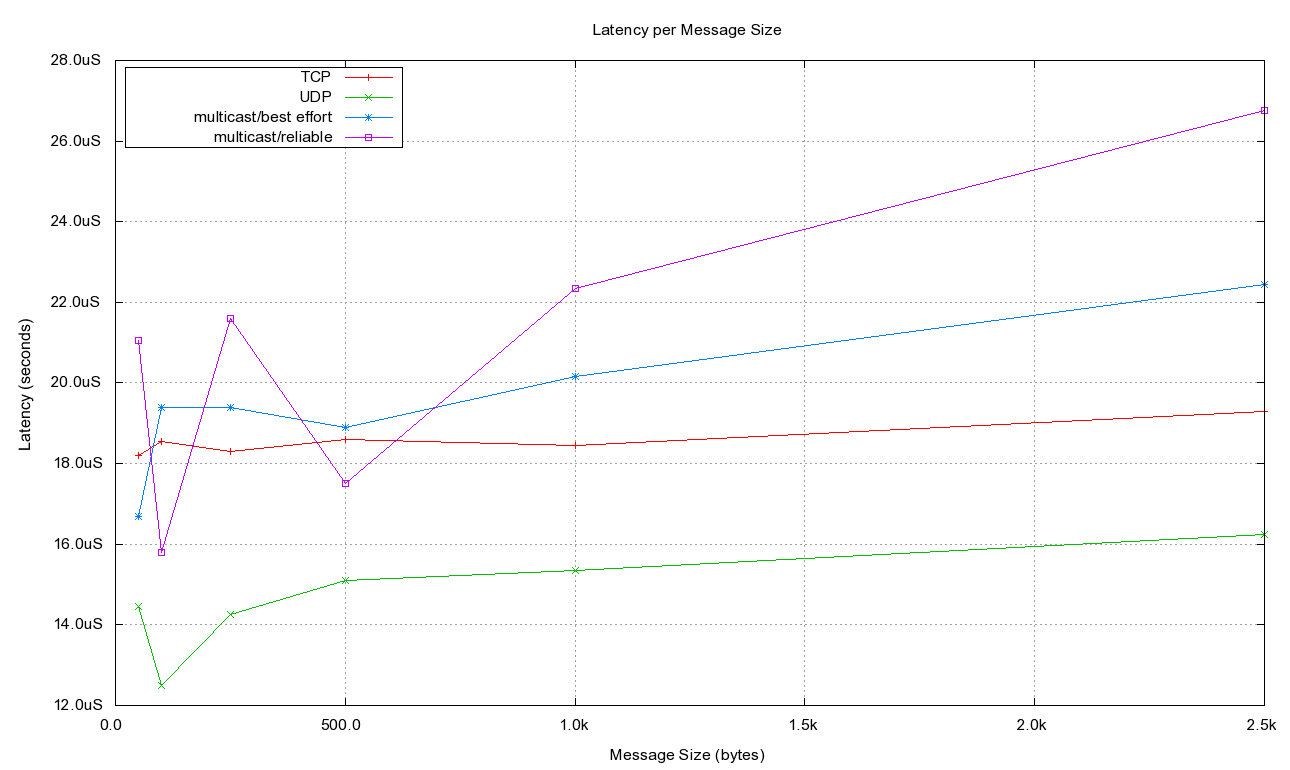 Latency per Message Size
28.0uS
26.0uS
24.0uS
22.0uS
20.0uS
18.0uS
16.0uS
14.0uS
12.0uS
TCP
UDP
multicast/best effort
multicast/reliable
Latency (seconds)
0.0 500.0 1.0k 1.5k 2.0k 2.5k
Message Size (bytes)